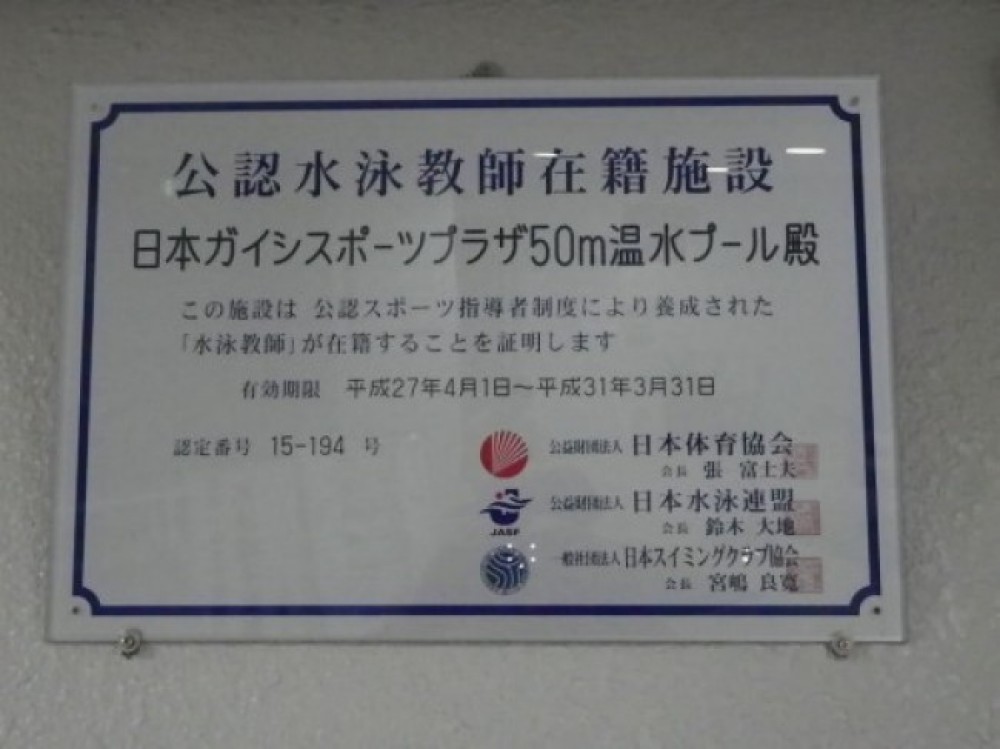 公認水泳教師在籍施設
日本ガイシスポーツプラザ50m温水プール殿
この施設は 公認スポーツ指導者制度により養成された
「水泳教師」が在籍することを証明します
有効期限 平成27年4月1日〜平成31年3月31日
認定番号 15-194 号
公益財団法人 日本体育協会
会長 張 富士夫
公益財団法人 日本水泳連盟
会長 鈴木 大地
JASF
一般社団法人 日本スイミングクラブ協会
会長 宮嶋 良寛